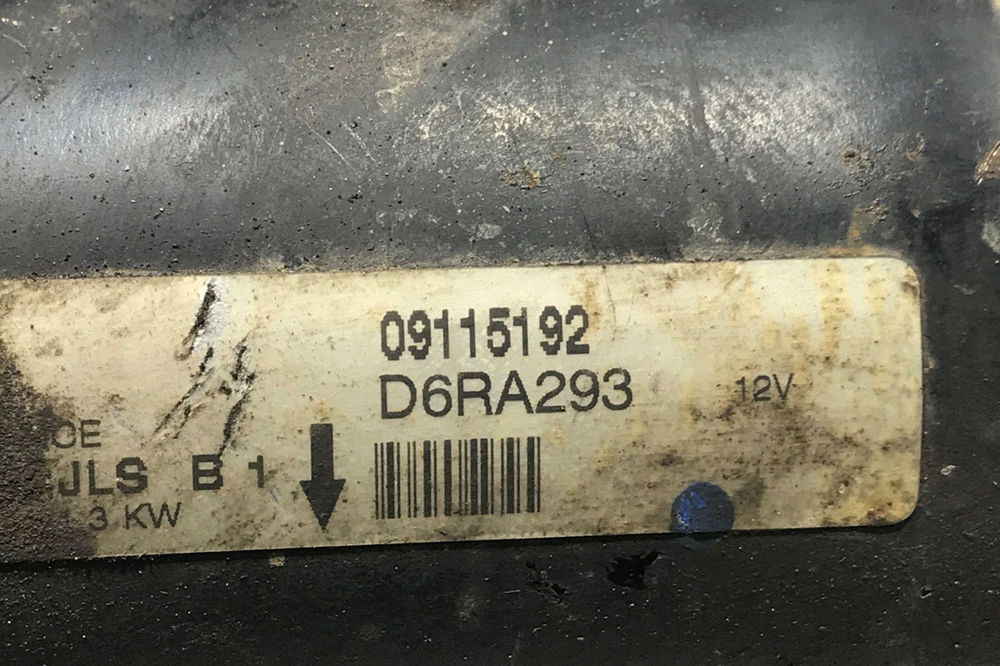 09115192
D6RA293
12V
CE
JLS B 1
3 KW